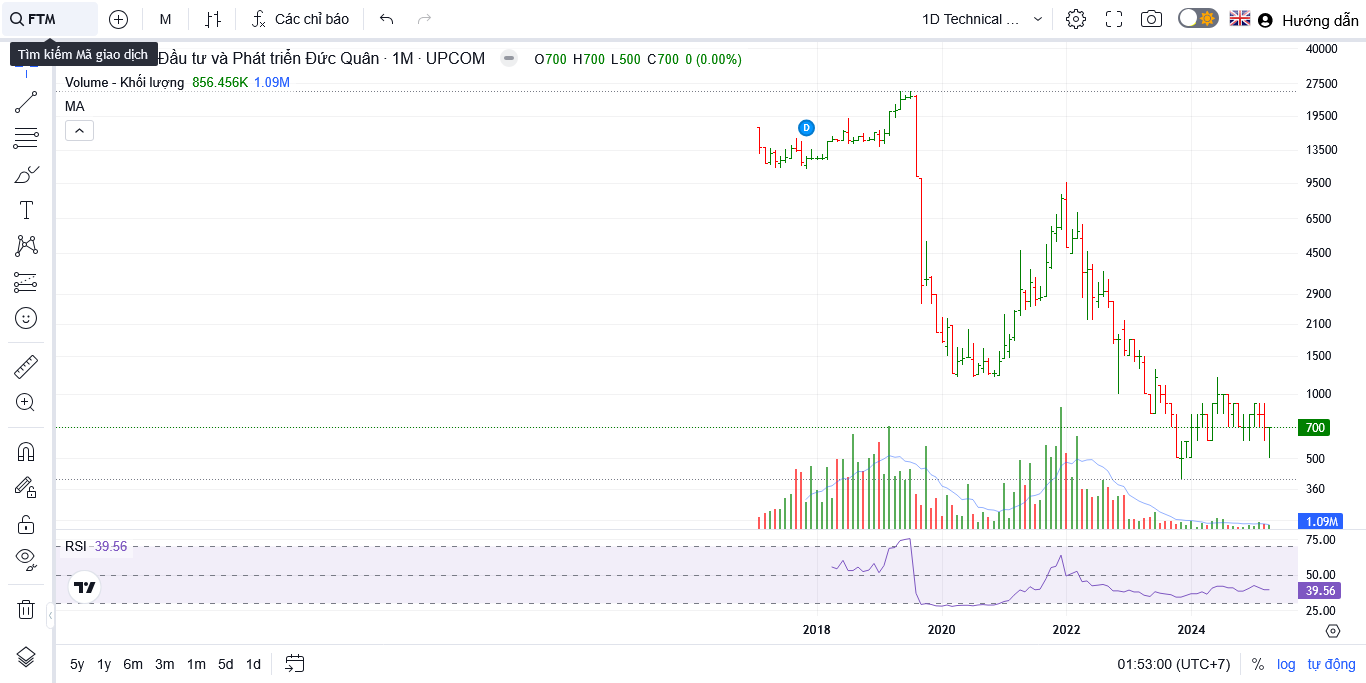 FTM M Các chỉ báo 1D Technical ... Hướng dẫn
Tìm kiếm Mã giao dịch
Đầu tư và Phát triển Đức Quân · 1M · UPCOM O700 H700 L500 C700 0 (0.00%)
Volume - Khối lượng 856.456K 1.09M
MA
D
40000
27500
19500
13500
9500
6500
4500
2900
2100
1500
1000
700
500
360
1.09M
RSI 39.56
75.00
50.00
39.56
25.00
2018 2020 2022 2024
5y 1y 6m 3m 1m 5d 1d 01:53:00 (UTC+7) % log tự động